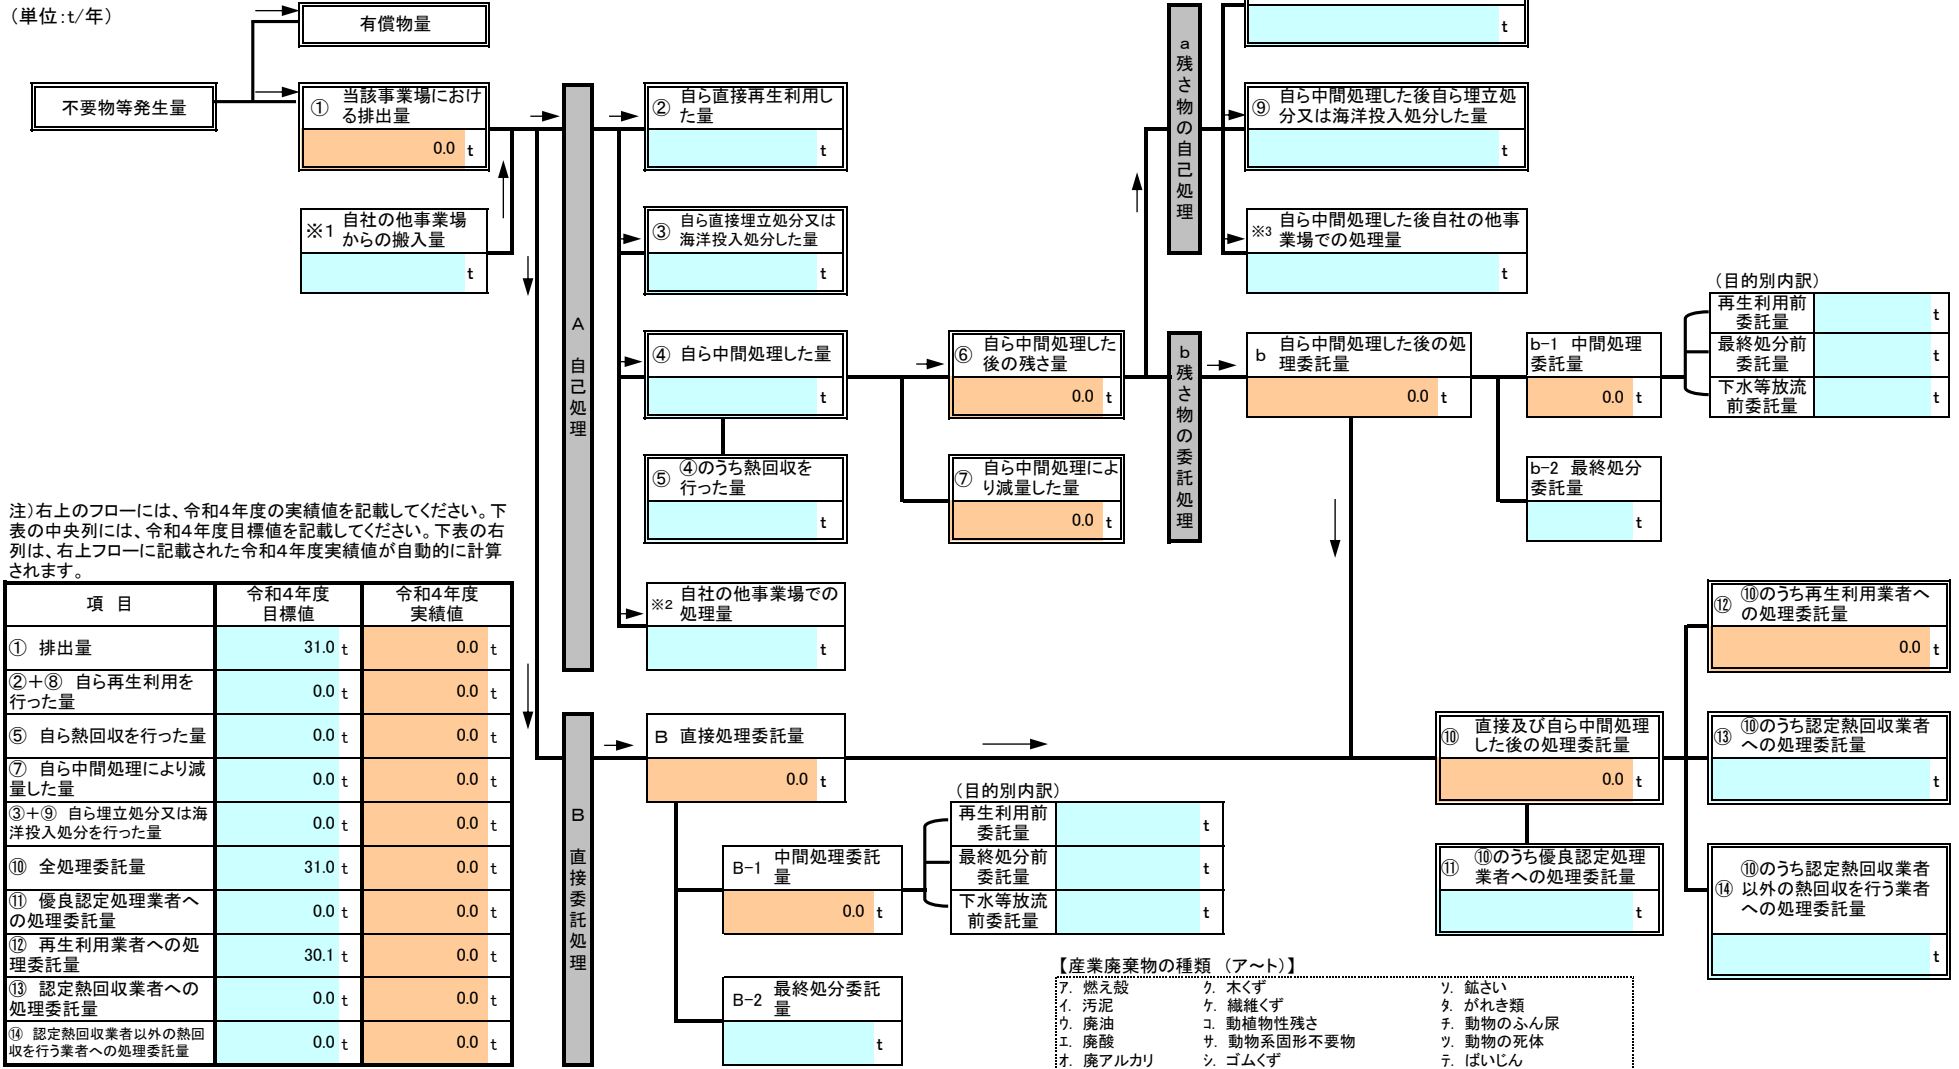 (単位:t/年)
有償物量
不要物等発生量
① 当該事業場におけ
る排出量
0.0 t
※1 自社の他事業場
からの搬入量
t
A 自己処理
② 自ら直接再生利用し
た量
t
③ 自ら直接埋立処分又は
海洋投入処分した量
t
④ 自ら中間処理した量
t
⑤ ④のうち熱回収を
行った量
t
※2 自社の他事業場での
処理量
t
⑥ 自ら中間処理した
後の残さ量
0.0 t
⑦ 自ら中間処理によ
り減量した量
0.0 t
a 残さ物の自己処理
t
⑨ 自ら中間処理した後自ら埋立処
分又は海洋投入処分した量
t
※3 自ら中間処理した後自社の他事
業場での処理量
t
b 残さ物の委託処理
b 自ら中間処理した後の処
理委託量
0.0 t
b-1 中間処理
委託量
0.0 t
b-2 最終処分
委託量
t
(目的別内訳)
再生利用前
委託量
t
最終処分前
委託量
t
下水等放流
前委託量
t
注)右上のフローには、令和4年度の実績値を記載してください。下
表の中央列には、令和4年度目標値を記載してください。下表の右
列は、右上フローに記載された令和4年度実績値が自動的に計算
されます。
項 目 令和4年度
目標値 令和4年度
実績値
① 排出量 31.0 t 0.0 t
②+⑧ 自ら再生利用を
行った量 0.0 t 0.0 t
⑤ 自ら熱回収を行った量 0.0 t 0.0 t
⑦ 自ら中間処理により減
量した量 0.0 t 0.0 t
③+⑨ 自ら埋立処分又は海
洋投入処分を行った量 0.0 t 0.0 t
⑩ 全処理委託量 31.0 t 0.0 t
⑪ 優良認定処理業者へ
の処理委託量 0.0 t 0.0 t
⑫ 再生利用業者への処
理委託量 30.1 t 0.0 t
⑬ 認定熱回収業者への
処理委託量 0.0 t 0.0 t
⑭ 認定熱回収業者以外の熱回
収を行う業者への処理委託量 0.0 t 0.0 t
B 直接委託処理
B 直接処理委託量
0.0 t
B-1 中間処理委託
量
0.0 t
B-2 最終処分委託
量
t
(目的別内訳)
再生利用前
委託量
t
最終処分前
委託量
t
下水等放流
前委託量
t
⑩ 直接及び自ら中間処理
した後の処理委託量
0.0 t
⑪ ⑩のうち優良認定処理
業者への処理委託量
t
⑫ ⑩のうち再生利用業者へ
の処理委託量
0.0 t
⑬ ⑩のうち認定熱回収業者
への処理委託量
t
⑭ ⑩のうち認定熱回収業者
以外の熱回収を行う業者
への処理委託量
t
【産業廃棄物の種類 (ア~ト)】
ア. 燃え殻 ク. 木くず ソ. 鉱さい
イ. 汚泥 ケ. 繊維くず タ. がれき類
ウ. 廃油 コ. 動植物性残さ チ. 動物のふん尿
エ. 廃酸 サ. 動物系固形不要物 ツ. 動物の死体
オ. 廃アルカリ シ. ゴムくず テ. ばいじん